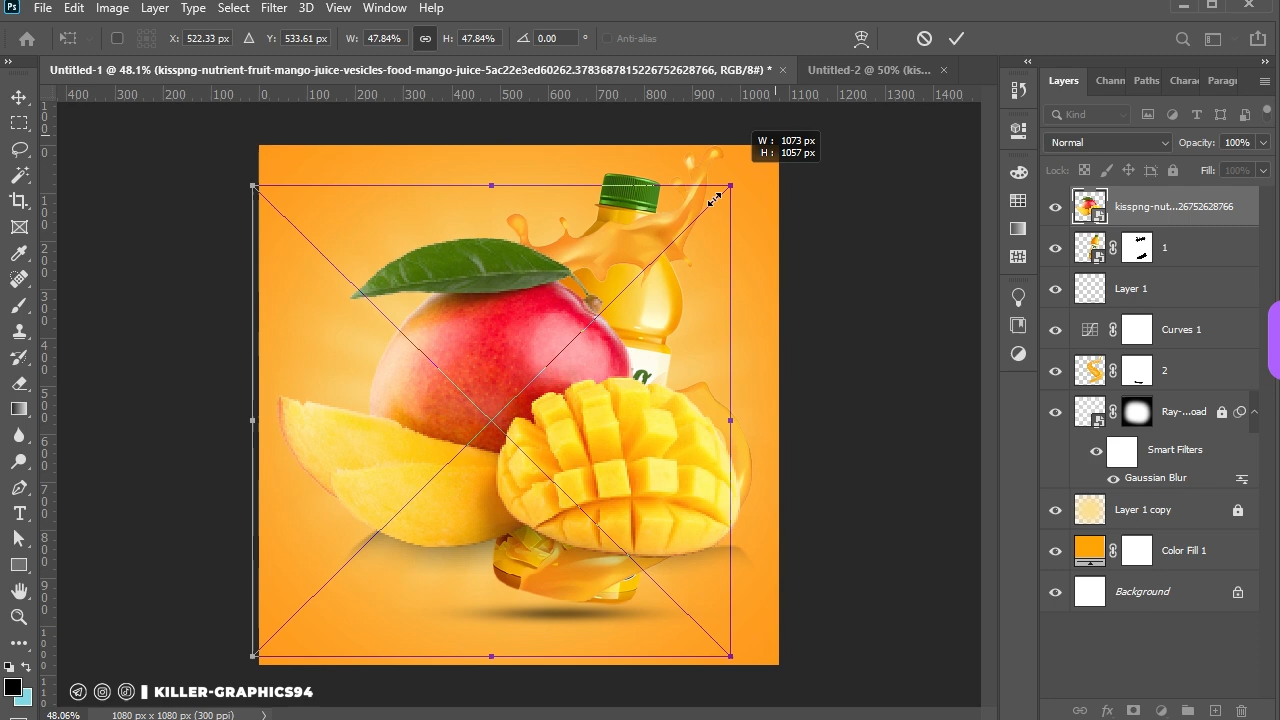 Ps File Edit Image Layer Type Select Filter 3D View Window Help
X: 522.33 px Y: 533.61 px W: 47.84% H: 47.84% 0.00 ° Anti-alias
Untitled-1 @ 48.1% (kisspng-nutrient-fruit-mango-juice-vesicles-food-mango-juice-5ac22e3ed60262.3783687815226752628766, RGB/8#) * Untitled-2 @ 50% (kis...
400 300 200 100 0 100 200 300 400 500 600 700 800 900 1000 1100 1200 1300 1400
W : 1073 px
H : 1057 px
Layers Chann Paths Charac Paragr
Kind
Normal Opacity: 100%
Lock: Fill: 100%
kisspng-nut...26752628766
1
Layer 1
Curves 1
2
Ray-...oad
Smart Filters
Gaussian Blur
Layer 1 copy
Color Fill 1
Background
KILLER-GRAPHICS94
48.06% 1080 px x 1080 px (300 ppi)